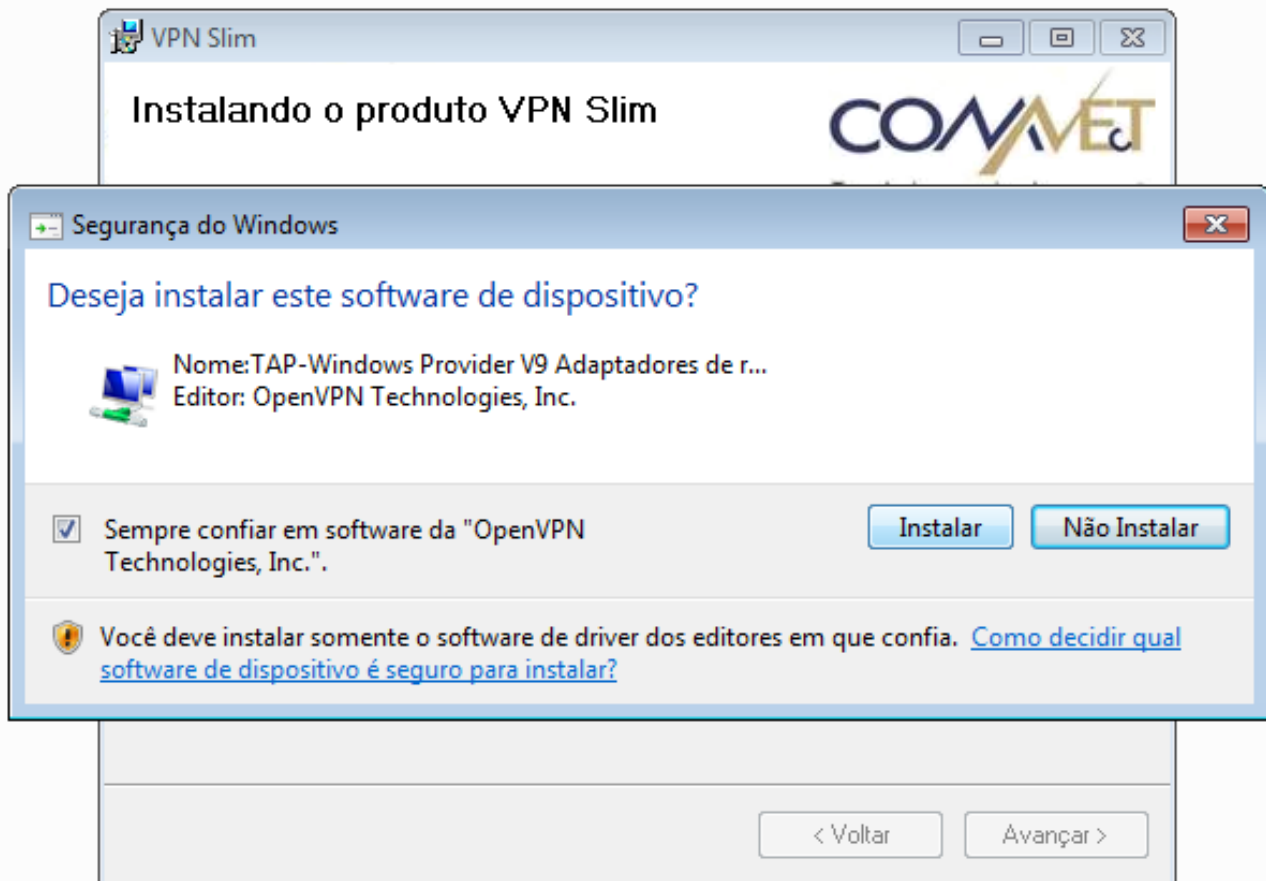 VPN Slim
Instalando o produto VPN Slim
CONNECT
Segurança do Windows
Deseja instalar este software de dispositivo?
Nome:TAP-Windows Provider V9 Adaptadores de r...
Editor: OpenVPN Technologies, Inc.
Sempre confiar em software da "OpenVPN
Technologies, Inc.".
Instalar
Não Instalar
Você deve instalar somente o software de driver dos editores em que confia. Como decidir qual
software de dispositivo é seguro para instalar?
< Voltar
Avançar >